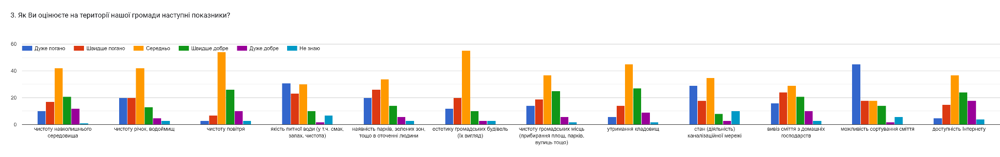 3. Як Ви оцінюєте на території нашої громади наступні показники?
60
Дуже погано
Швидше погано
Середньо
Швидше добре
Дуже добре
Не знаю
40
20
0
чистоту навколишнього
середовища
чистоту річок, водоймищ
чистоту повітря
якість питної води (у т.ч. смак,
запах, чистота)
наявність парків, зелених зон,
тощо в оточенні людини
естетику громадських будівель
(їх вигляд)
чистоту громадських місць
(прибирання площ, парків,
вулиць тощо)
утримання кладовищ
стан (діяльність)
каналізаційної мережі
вивіз сміття з домашніх
господарств
можливість сортування сміття
доступність Інтернету